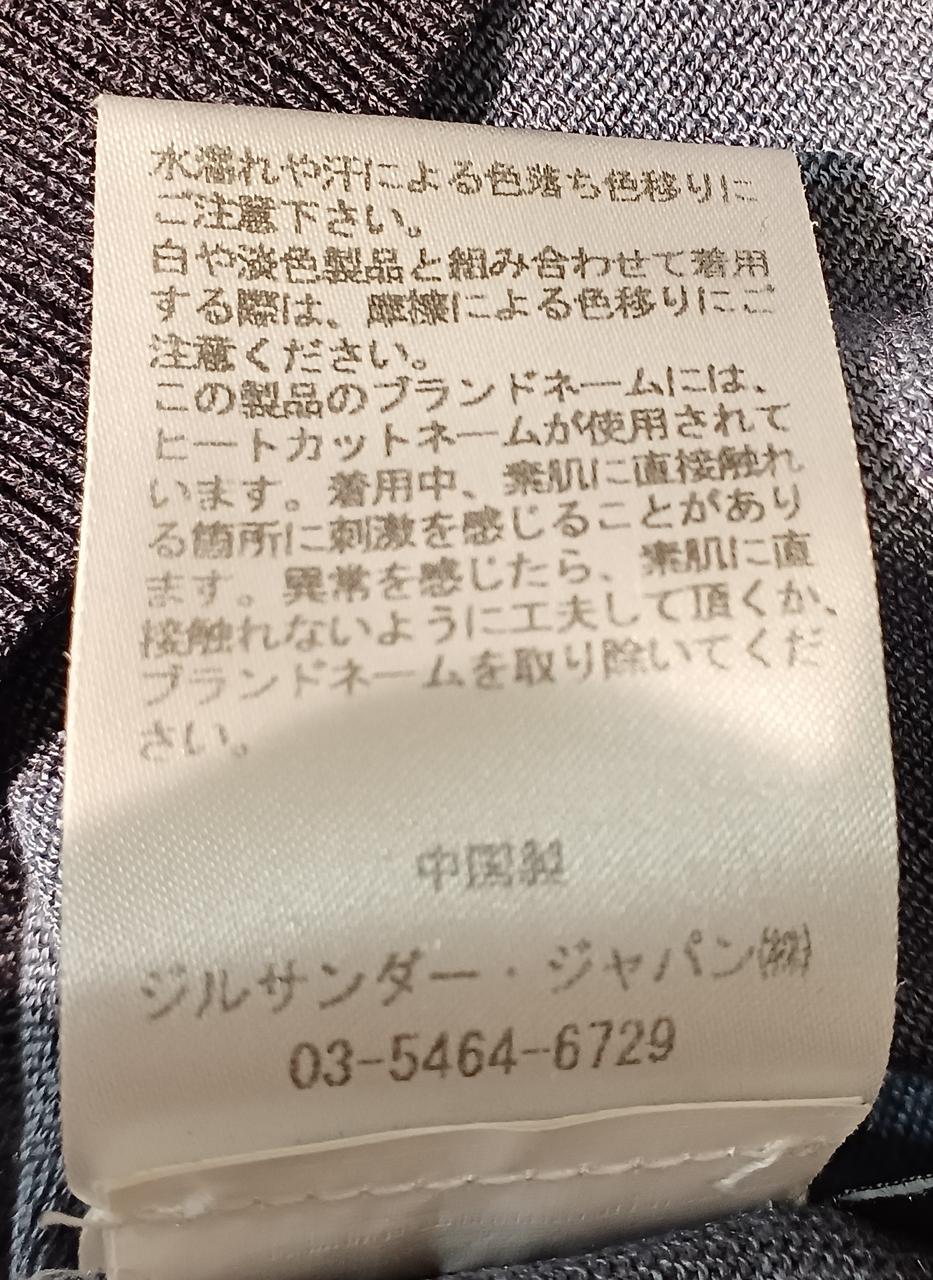 水濡れや汗による色落ち色移りに
ご注意下さい。
白や淡色製品と組み合わせて着用
する際は、摩擦による色移りにご
注意ください。
この製品のブランドネームには、
ヒートカットネームが使用されて
います。着用中、素肌に直接触れ
る箇所に刺激を感じることがあり
ます。異常を感じたら、素肌に直
接触れないように工夫して頂くか、
ブランドネームを取り除いてくだ
さい。
中国製
ジルサンダー・ジャパン㈱
03-5464-6729